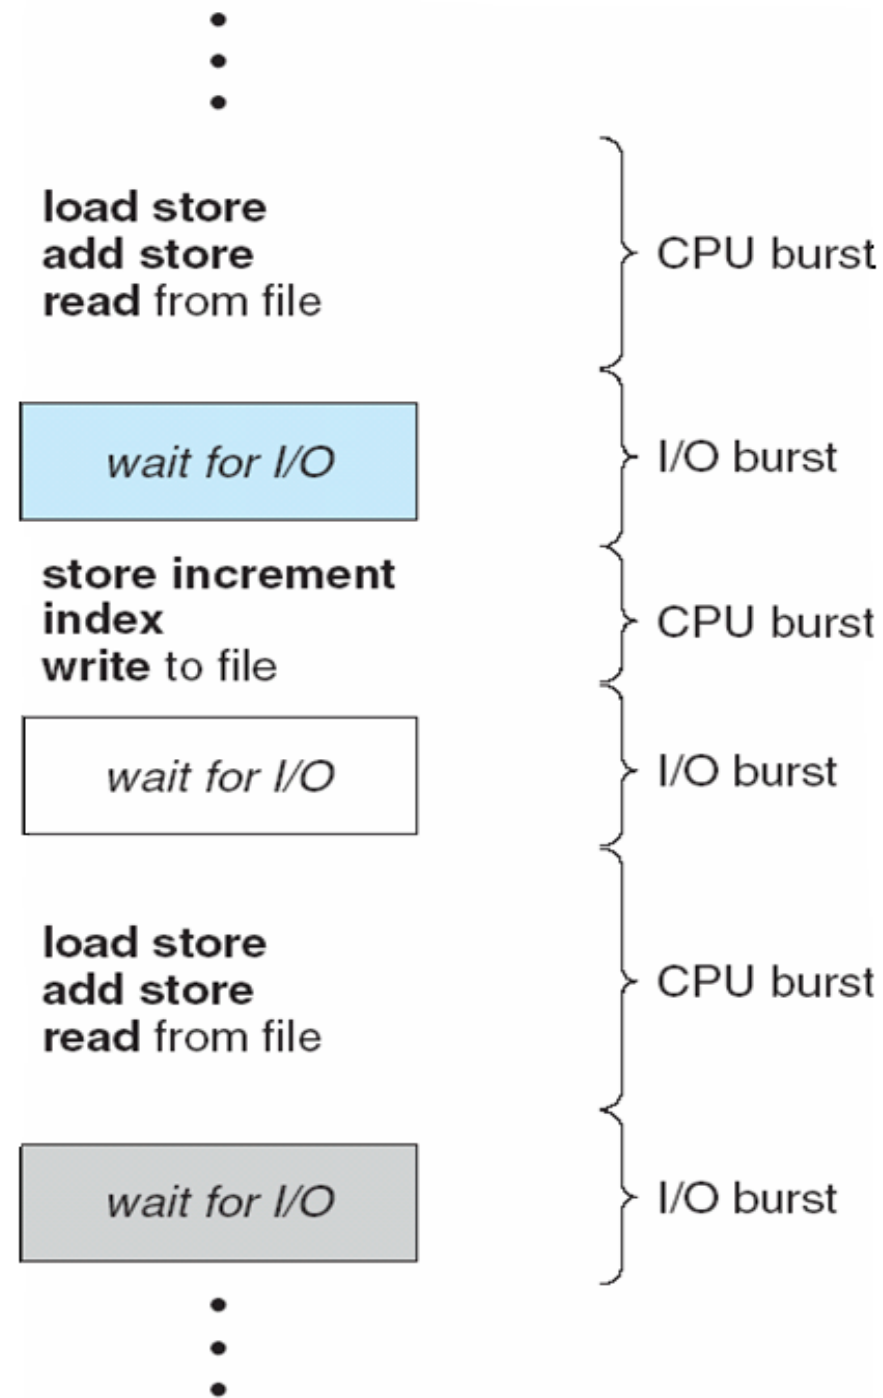 load store
add store
read from file
CPU burst
wait for I/O
I/O burst
store increment
index
write to file
CPU burst
wait for I/O
I/O burst
load store
add store
read from file
CPU burst
wait for I/O
I/O burst